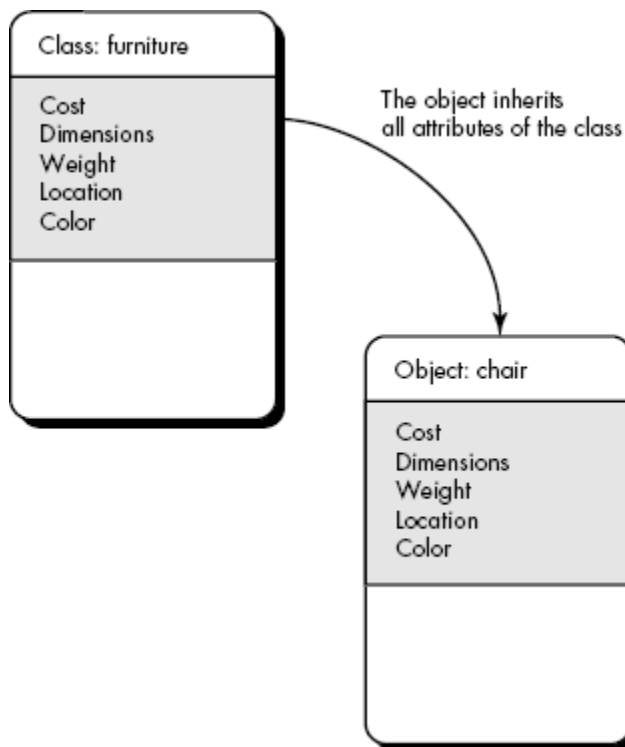 Class: furniture
Cost
Dimensions
Weight
Location
Color
The object inherits
all attributes of the class
Object: chair
Cost
Dimensions
Weight
Location
Color